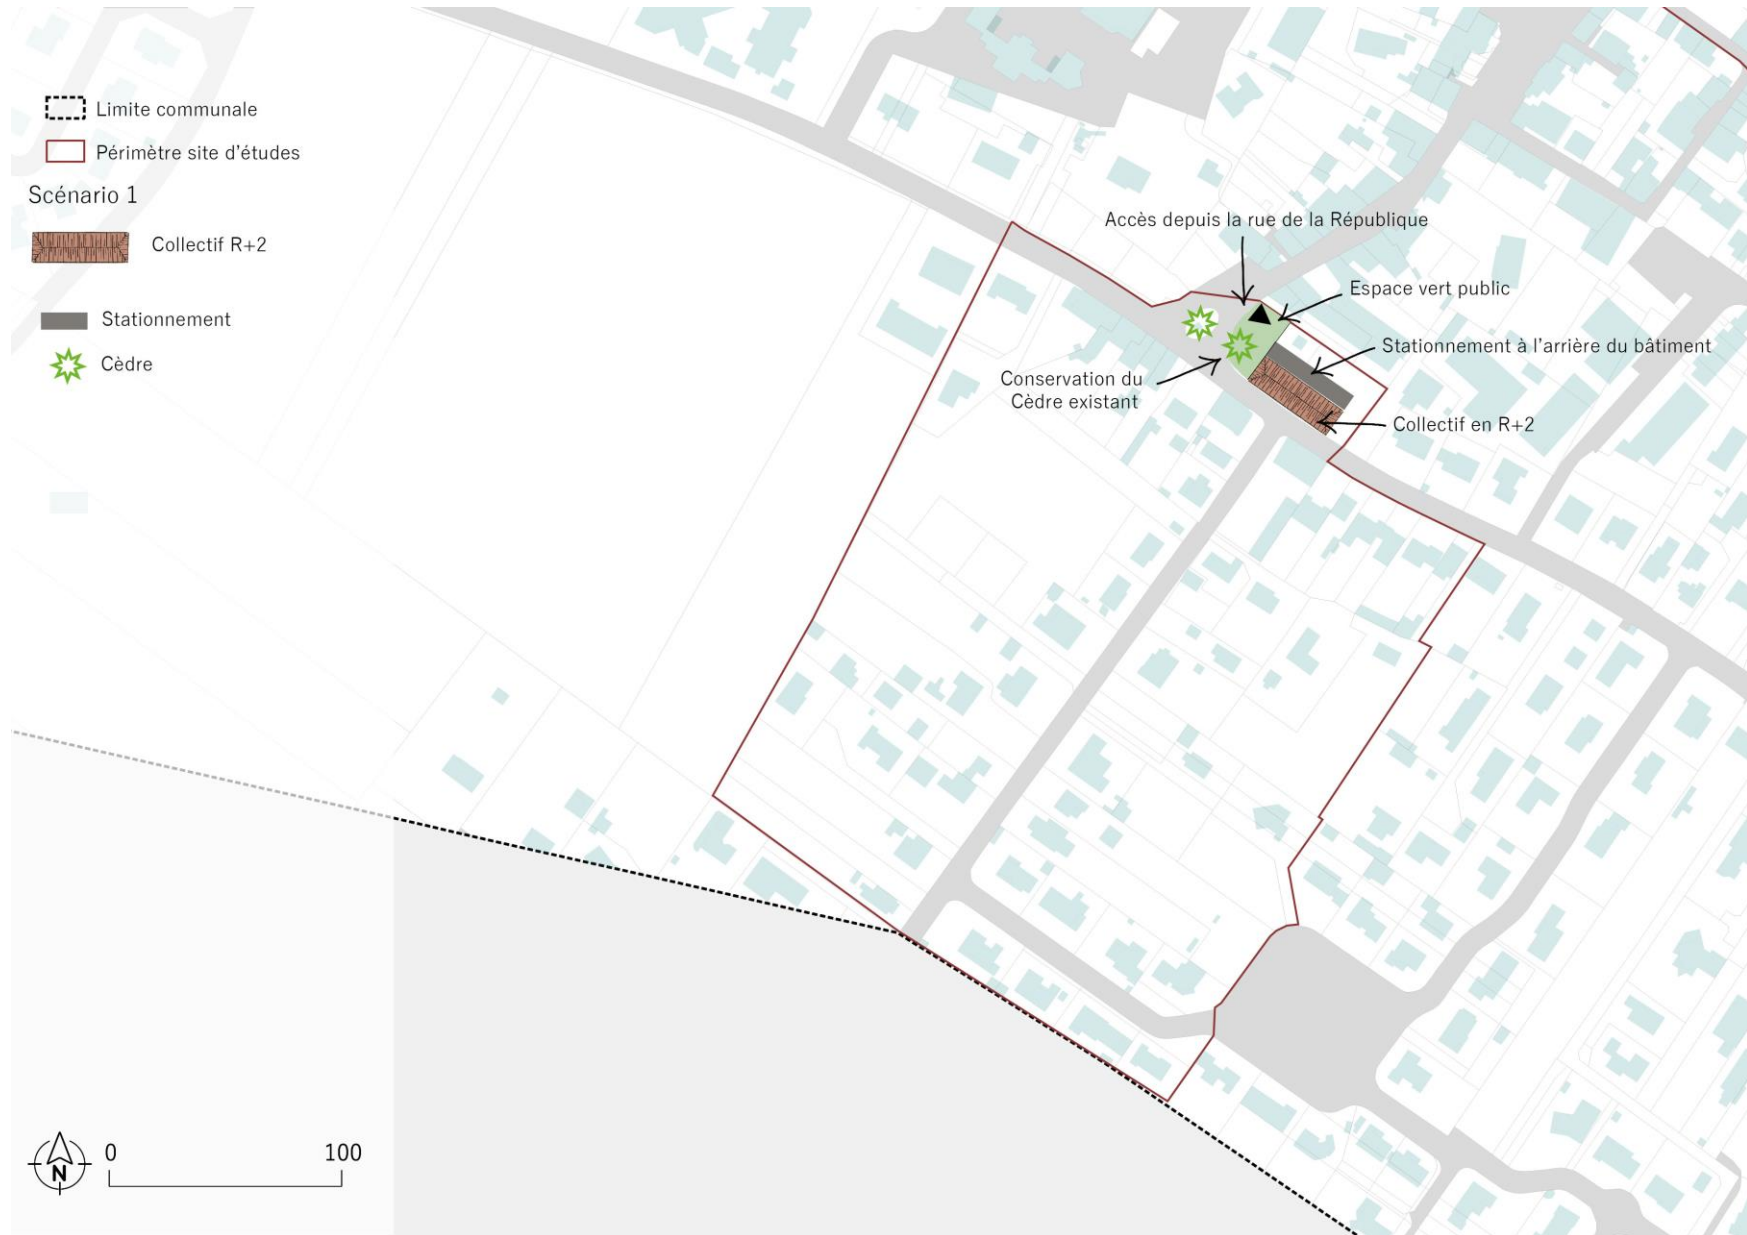 Limite communale
Périmètre site d'études
Scénario 1
Collectif R+2
Stationnement
Cèdre
Accès depuis la rue de la République
Espace vert public
Stationnement à l'arrière du bâtiment
Conservation du
Cèdre existant
Collectif en R+2
N
0 100